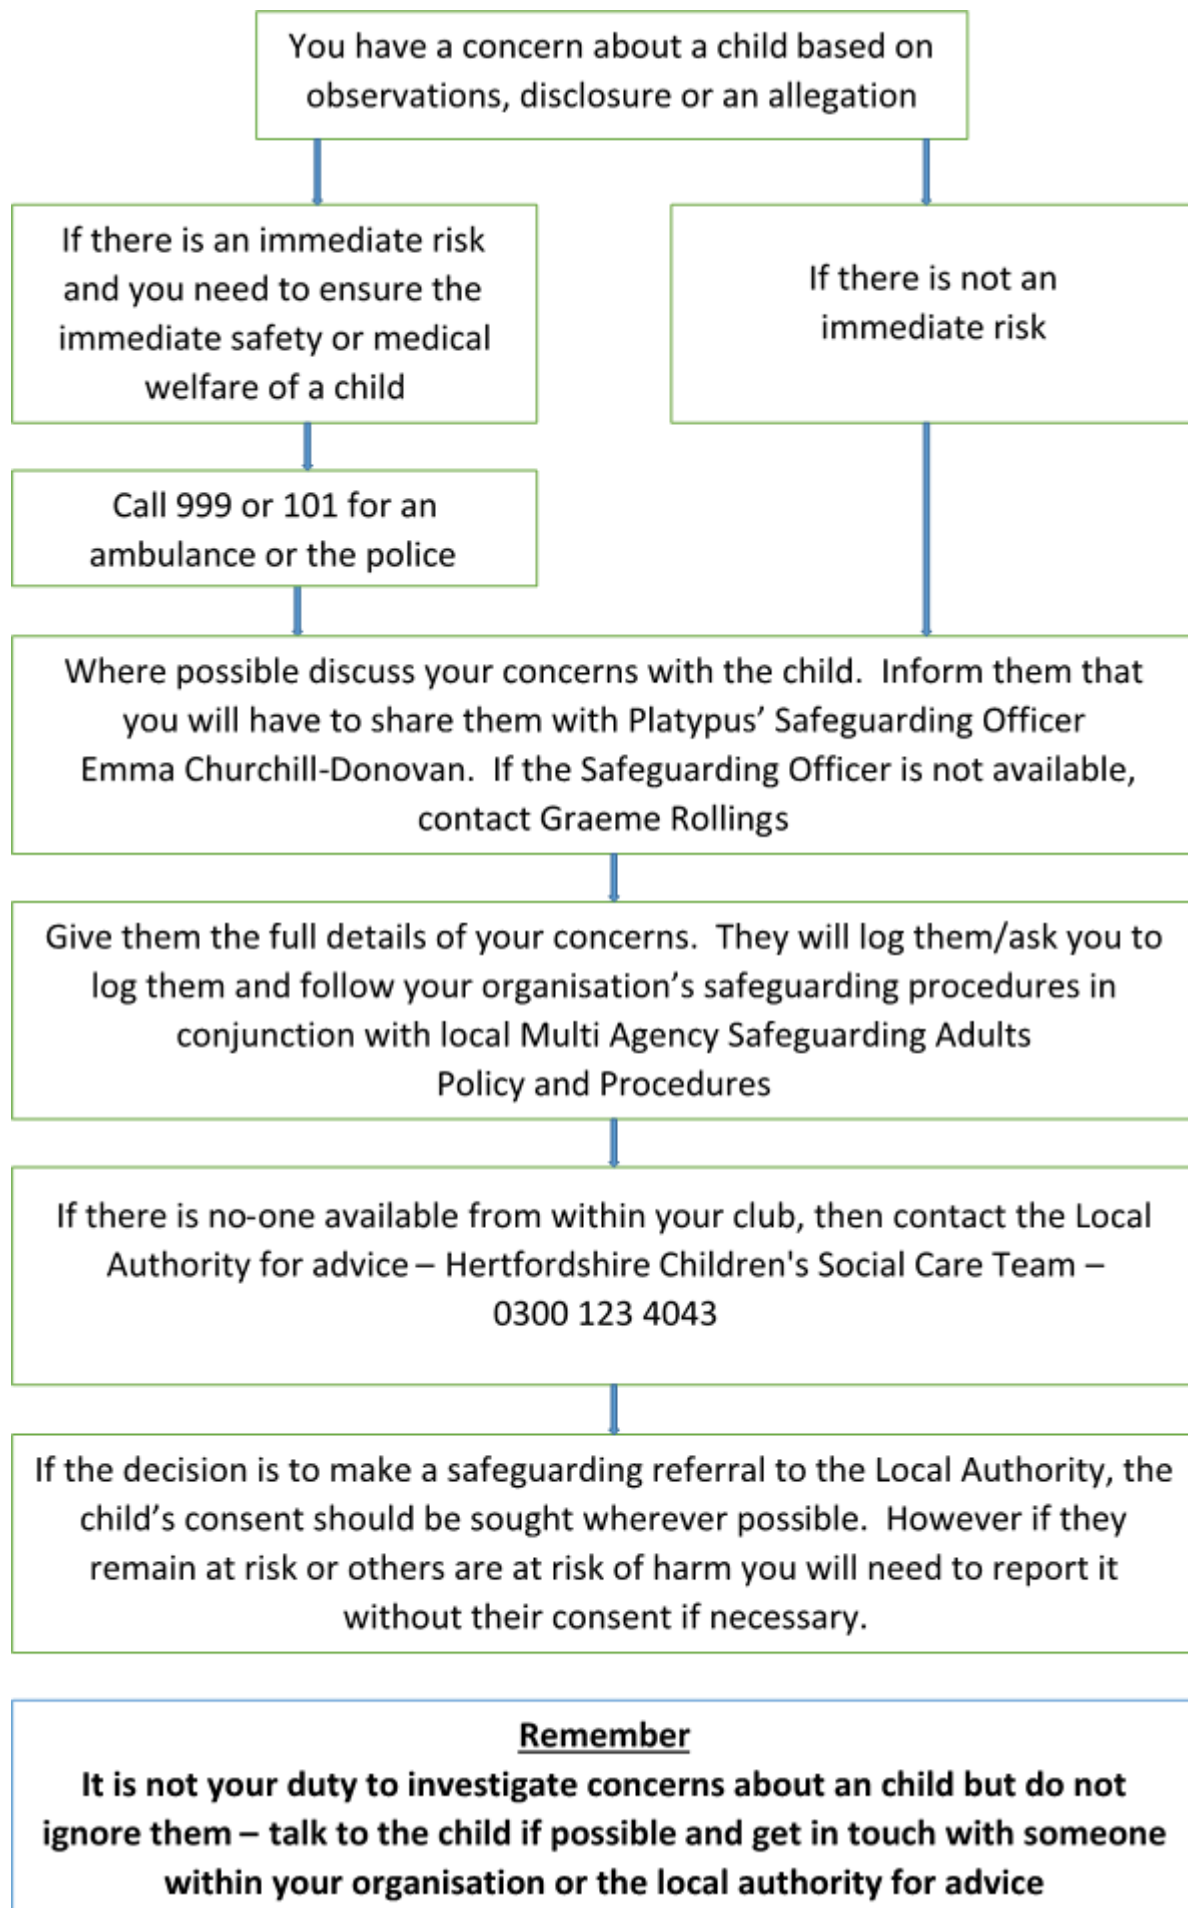 You have a concern about a child based on
observations, disclosure or an allegation
If there is an immediate risk
and you need to ensure the
immediate safety or medical
welfare of a child
If there is not an
immediate risk
Call 999 or 101 for an
ambulance or the police
Where possible discuss your concerns with the child.  Inform them that
you will have to share them with Platypus’ Safeguarding Officer
Emma Churchill-Donovan.  If the Safeguarding Officer is not available,
contact Graeme Rollings
Give them the full details of your concerns.  They will log them/ask you to
log them and follow your organisation’s safeguarding procedures in
conjunction with local Multi Agency Safeguarding Adults
Policy and Procedures
If there is no-one available from within your club, then contact the Local
Authority for advice – Hertfordshire Children's Social Care Team –
0300 123 4043
If the decision is to make a safeguarding referral to the Local Authority, the
child’s consent should be sought wherever possible.  However if they
remain at risk or others are at risk of harm you will need to report it
without their consent if necessary.
Remember
It is not your duty to investigate concerns about an child but do not
ignore them – talk to the child if possible and get in touch with someone
within your organisation or the local authority for advice